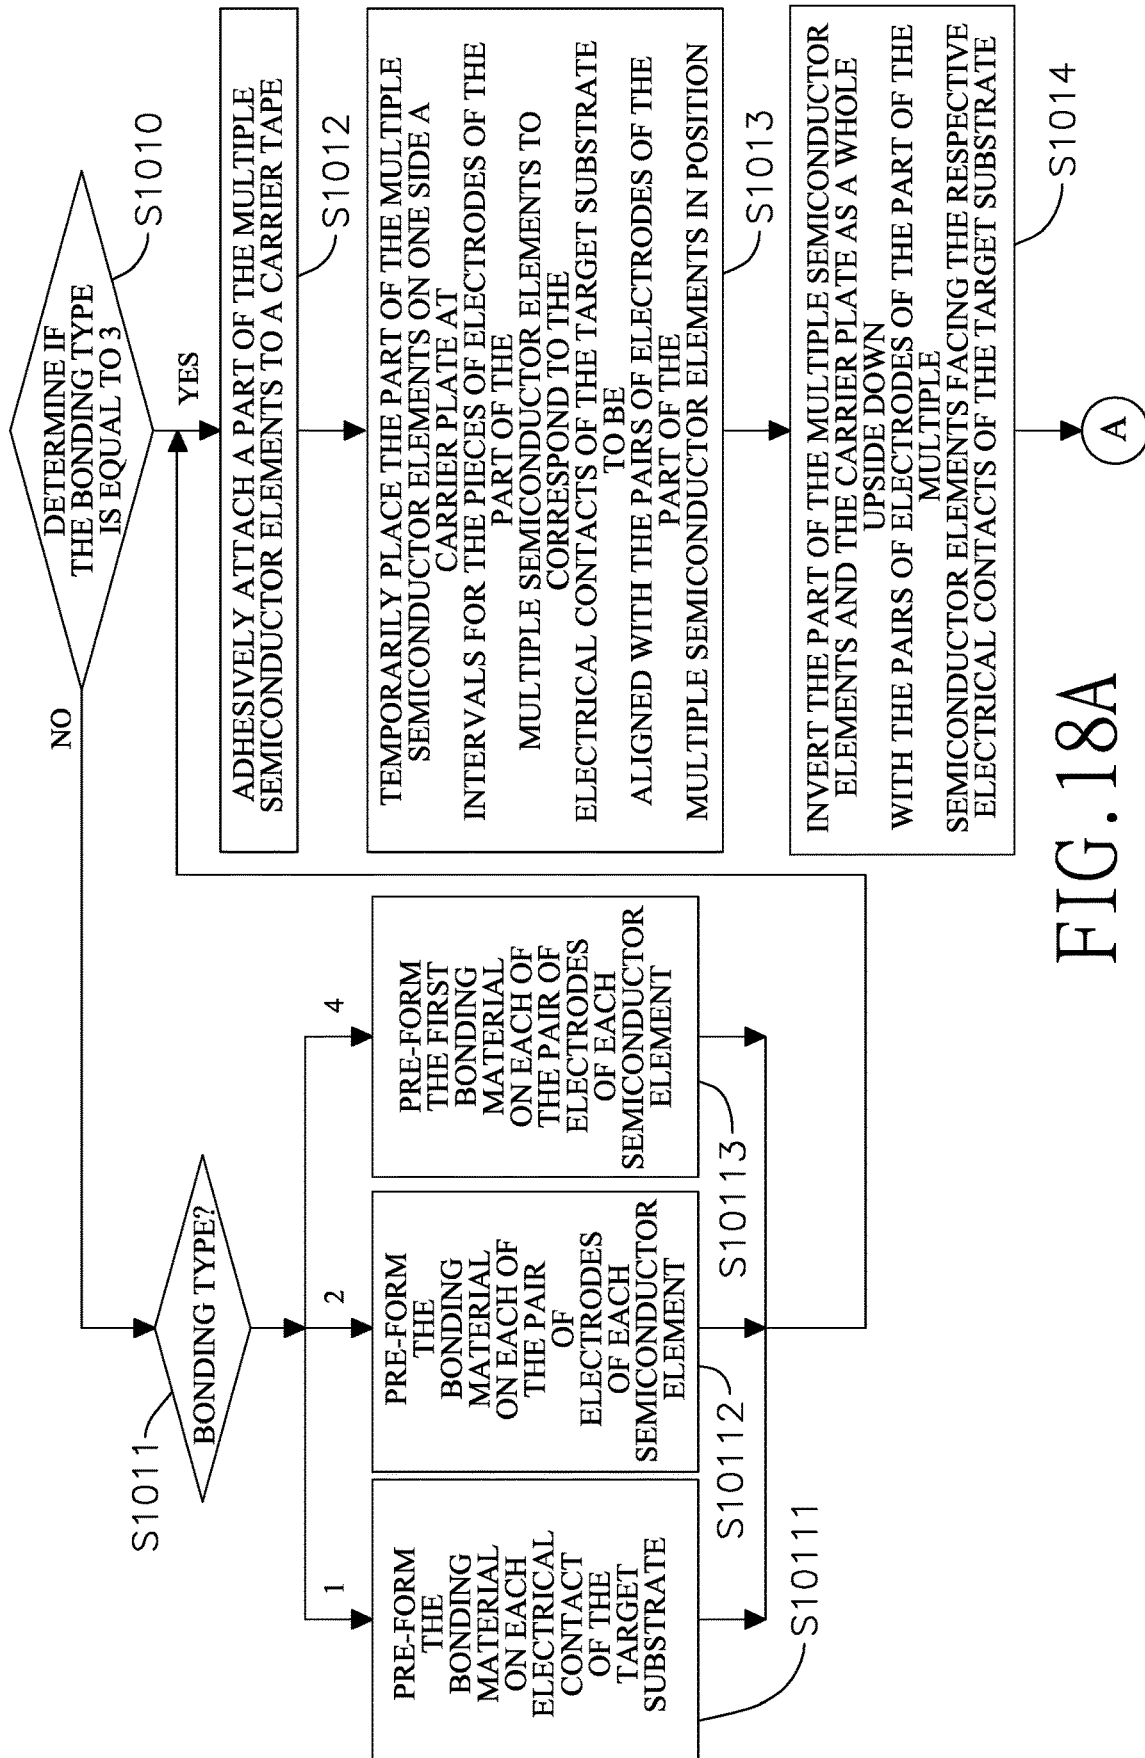 DETERMINE IF
THE BONDING TYPE
IS EQUAL TO 3
S1010
NO
YES
BONDING TYPE?
S1011
1
2
4
PRE-FORM
THE
BONDING
MATERIAL
ON EACH
ELECTRICAL
CONTACT
OF THE
TARGET
SUBSTRATE
S10111
PRE-FORM
THE
BONDING
MATERIAL
ON EACH OF
THE PAIR
OF
ELECTRODES
OF EACH
SEMICONDUCTOR
ELEMENT
S10112
PRE-FORM
THE FIRST
BONDING
MATERIAL
ON EACH OF
THE PAIR OF
ELECTRODES
OF EACH
SEMICONDUCTOR
ELEMENT
S10113
ADHESIVELY ATTACH A PART OF THE MULTIPLE
SEMICONDUCTOR ELEMENTS TO A CARRIER TAPE
S1012
TEMPORARILY PLACE THE PART OF THE MULTIPLE
SEMICONDUCTOR ELEMENTS ON ONE SIDE A
CARRIER PLATE AT
INTERVALS FOR THE PIECES OF ELECTRODES OF THE
PART OF THE
MULTIPLE SEMICONDUCTOR ELEMENTS TO
CORRESPOND TO THE
ELECTRICAL CONTACTS OF THE TARGET SUBSTRATE
TO BE
ALIGNED WITH THE PAIRS OF ELECTRODES OF THE
PART OF THE
MULTIPLE SEMICONDUCTOR ELEMENTS IN POSITION
S1013
INVERT THE PART OF THE MULTIPLE SEMICONDUCTOR
ELEMENTS AND THE CARRIER PLATE AS A WHOLE
UPSIDE DOWN
WITH THE PAIRS OF ELECTRODES OF THE PART OF THE
MULTIPLE
SEMICONDUCTOR ELEMENTS FACING THE RESPECTIVE
ELECTRICAL CONTACTS OF THE TARGET SUBSTRATE
S1014
A
FIG. 18A